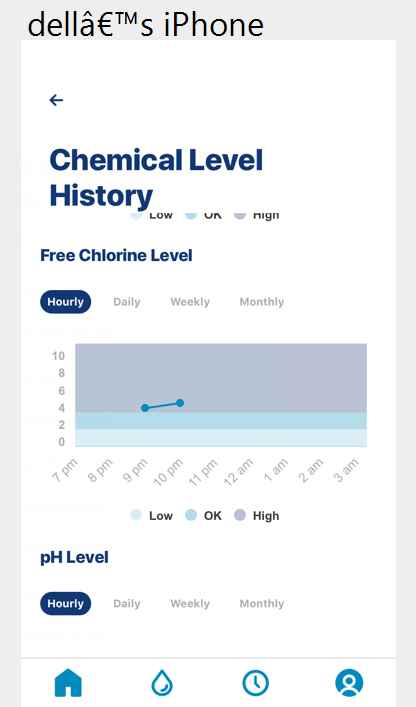 dellâ€™s iPhone
Chemical Level
History
Low OK High
Free Chlorine Level
Hourly Daily Weekly Monthly
10
8
6
4
2
0
7 pm 8 pm 9 pm 10 pm 11 pm 12 am 1 am 2 am 3 am
Low OK High
pH Level
Hourly Daily Weekly Monthly